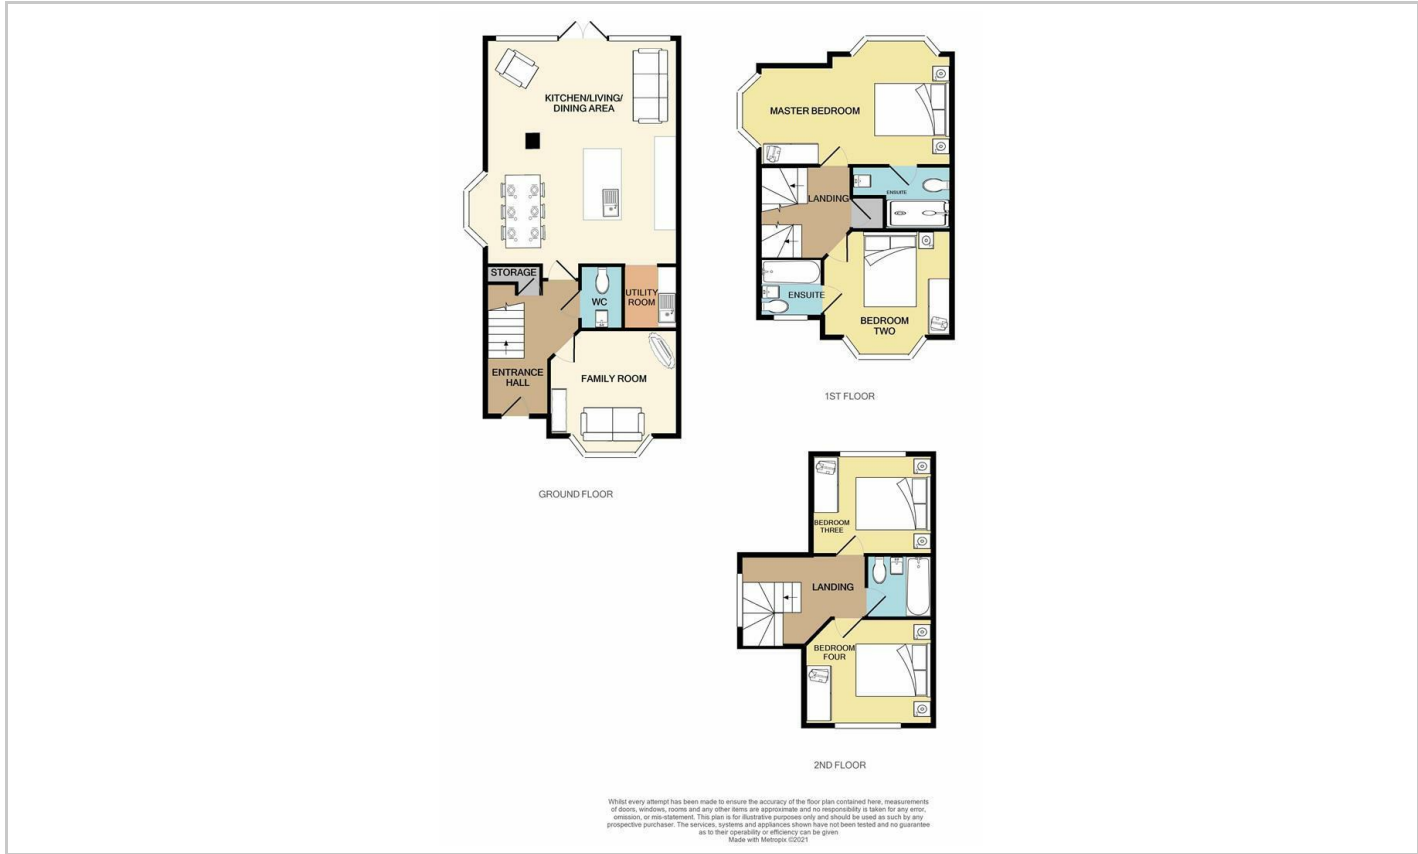 KITCHEN/LIVING/
DINING AREA
STORAGE
WC
UTILITY
ROOM
ENTRANCE
HALL
FAMILY ROOM
GROUND FLOOR
MASTER BEDROOM
LANDING
ENSUITE
ENSUITE
BEDROOM
TWO
1ST FLOOR
BEDROOM
THREE
LANDING
BEDROOM
FOUR
2ND FLOOR
Whilst every attempt has been made to ensure the accuracy of the floor plan contained here, measurements
of doors, windows, rooms and any other items are approximate and no responsibility is taken for any error,
omission, or mis-statement. This plan is for illustrative purposes only and should be used as such by any
prospective purchaser. The services, systems and appliances shown have not been tested and no guarantee
as to their operability or efficiency can be given
Made with Metropix ©2021